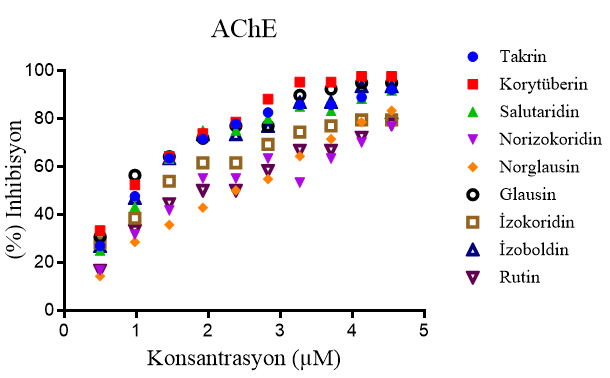 AChE
(%) Inhibisyon
100
80
60
40
20
0
0 1 2 3 4 5
Konsantrasyon (µM)
Takrin
Korytüberin
Salutaridin
Norizokoridin
Norglausin
Glausin
İzokoridin
İzoboldin
Rutin